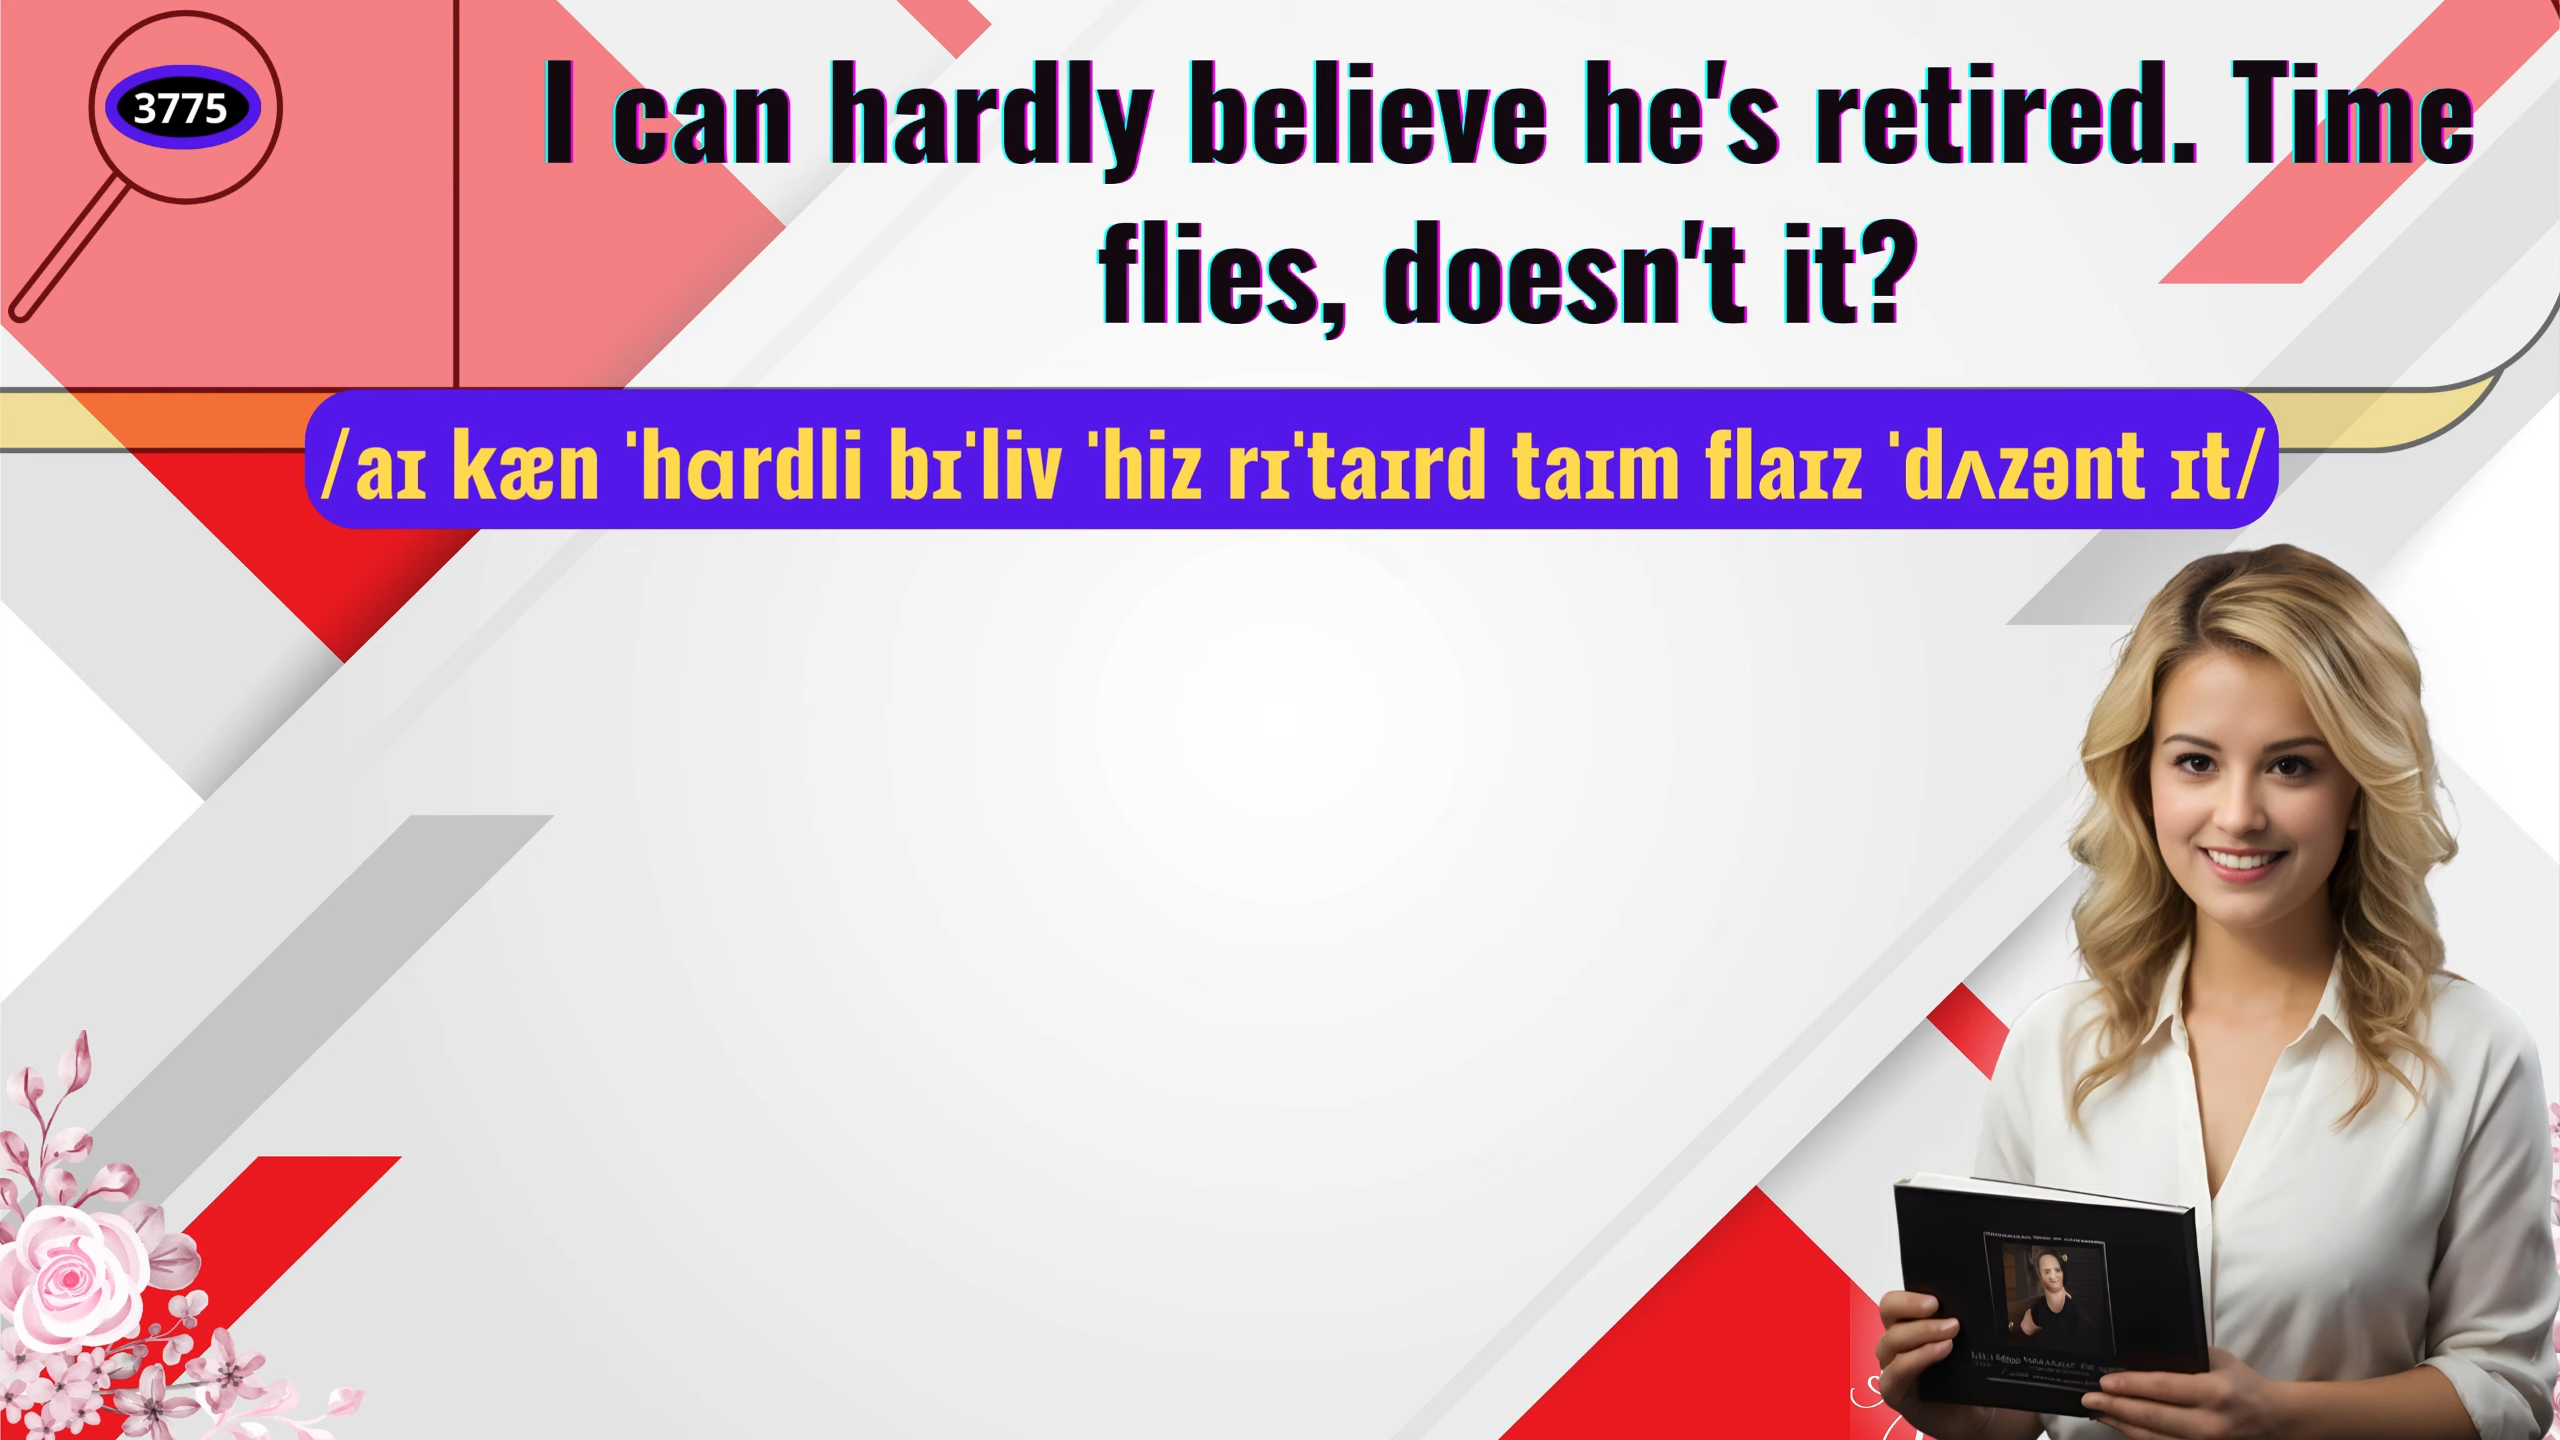 3775
I can hardly believe he's retired. Time
flies, doesn't it?
/aɪ kæn ˈhɑrdli bɪˈliv ˈhiz rɪˈtaɪrd taɪm flaɪz ˈdʌzənt ɪt/